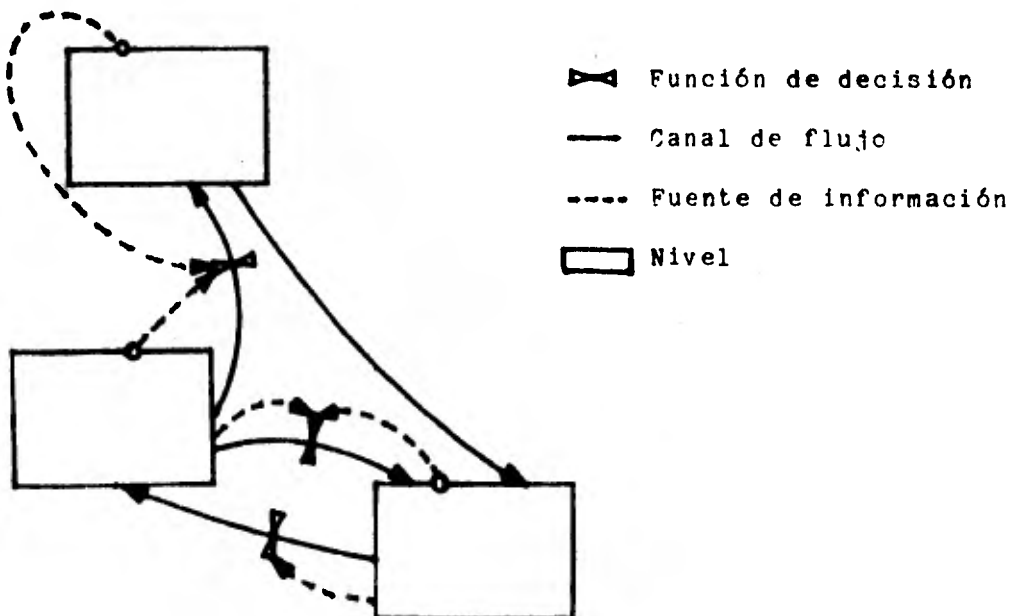 Función de decisión
Canal de flujo
Fuente de información
Nivel